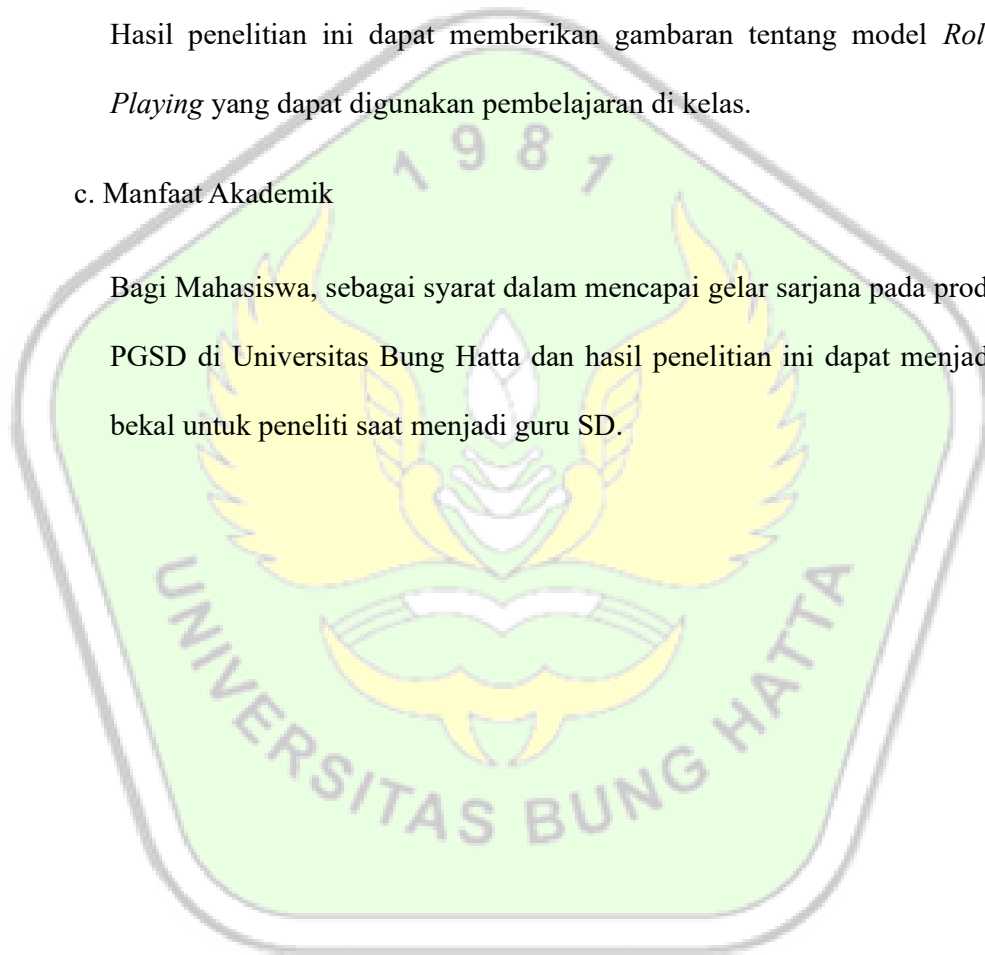 Hasil penelitian ini dapat memberikan gambaran tentang model Rol
Playing yang dapat digunakan pembelajaran di kelas.
1981
c. Manfaat Akademik
Bagi Mahasiswa, sebagai syarat dalam mencapai gelar sarjana pada prod
PGSD di Universitas Bung Hatta dan hasil penelitian ini dapat menjad
bekal untuk peneliti saat menjadi guru SD.
UNIVERSITAS BUNG HATTA